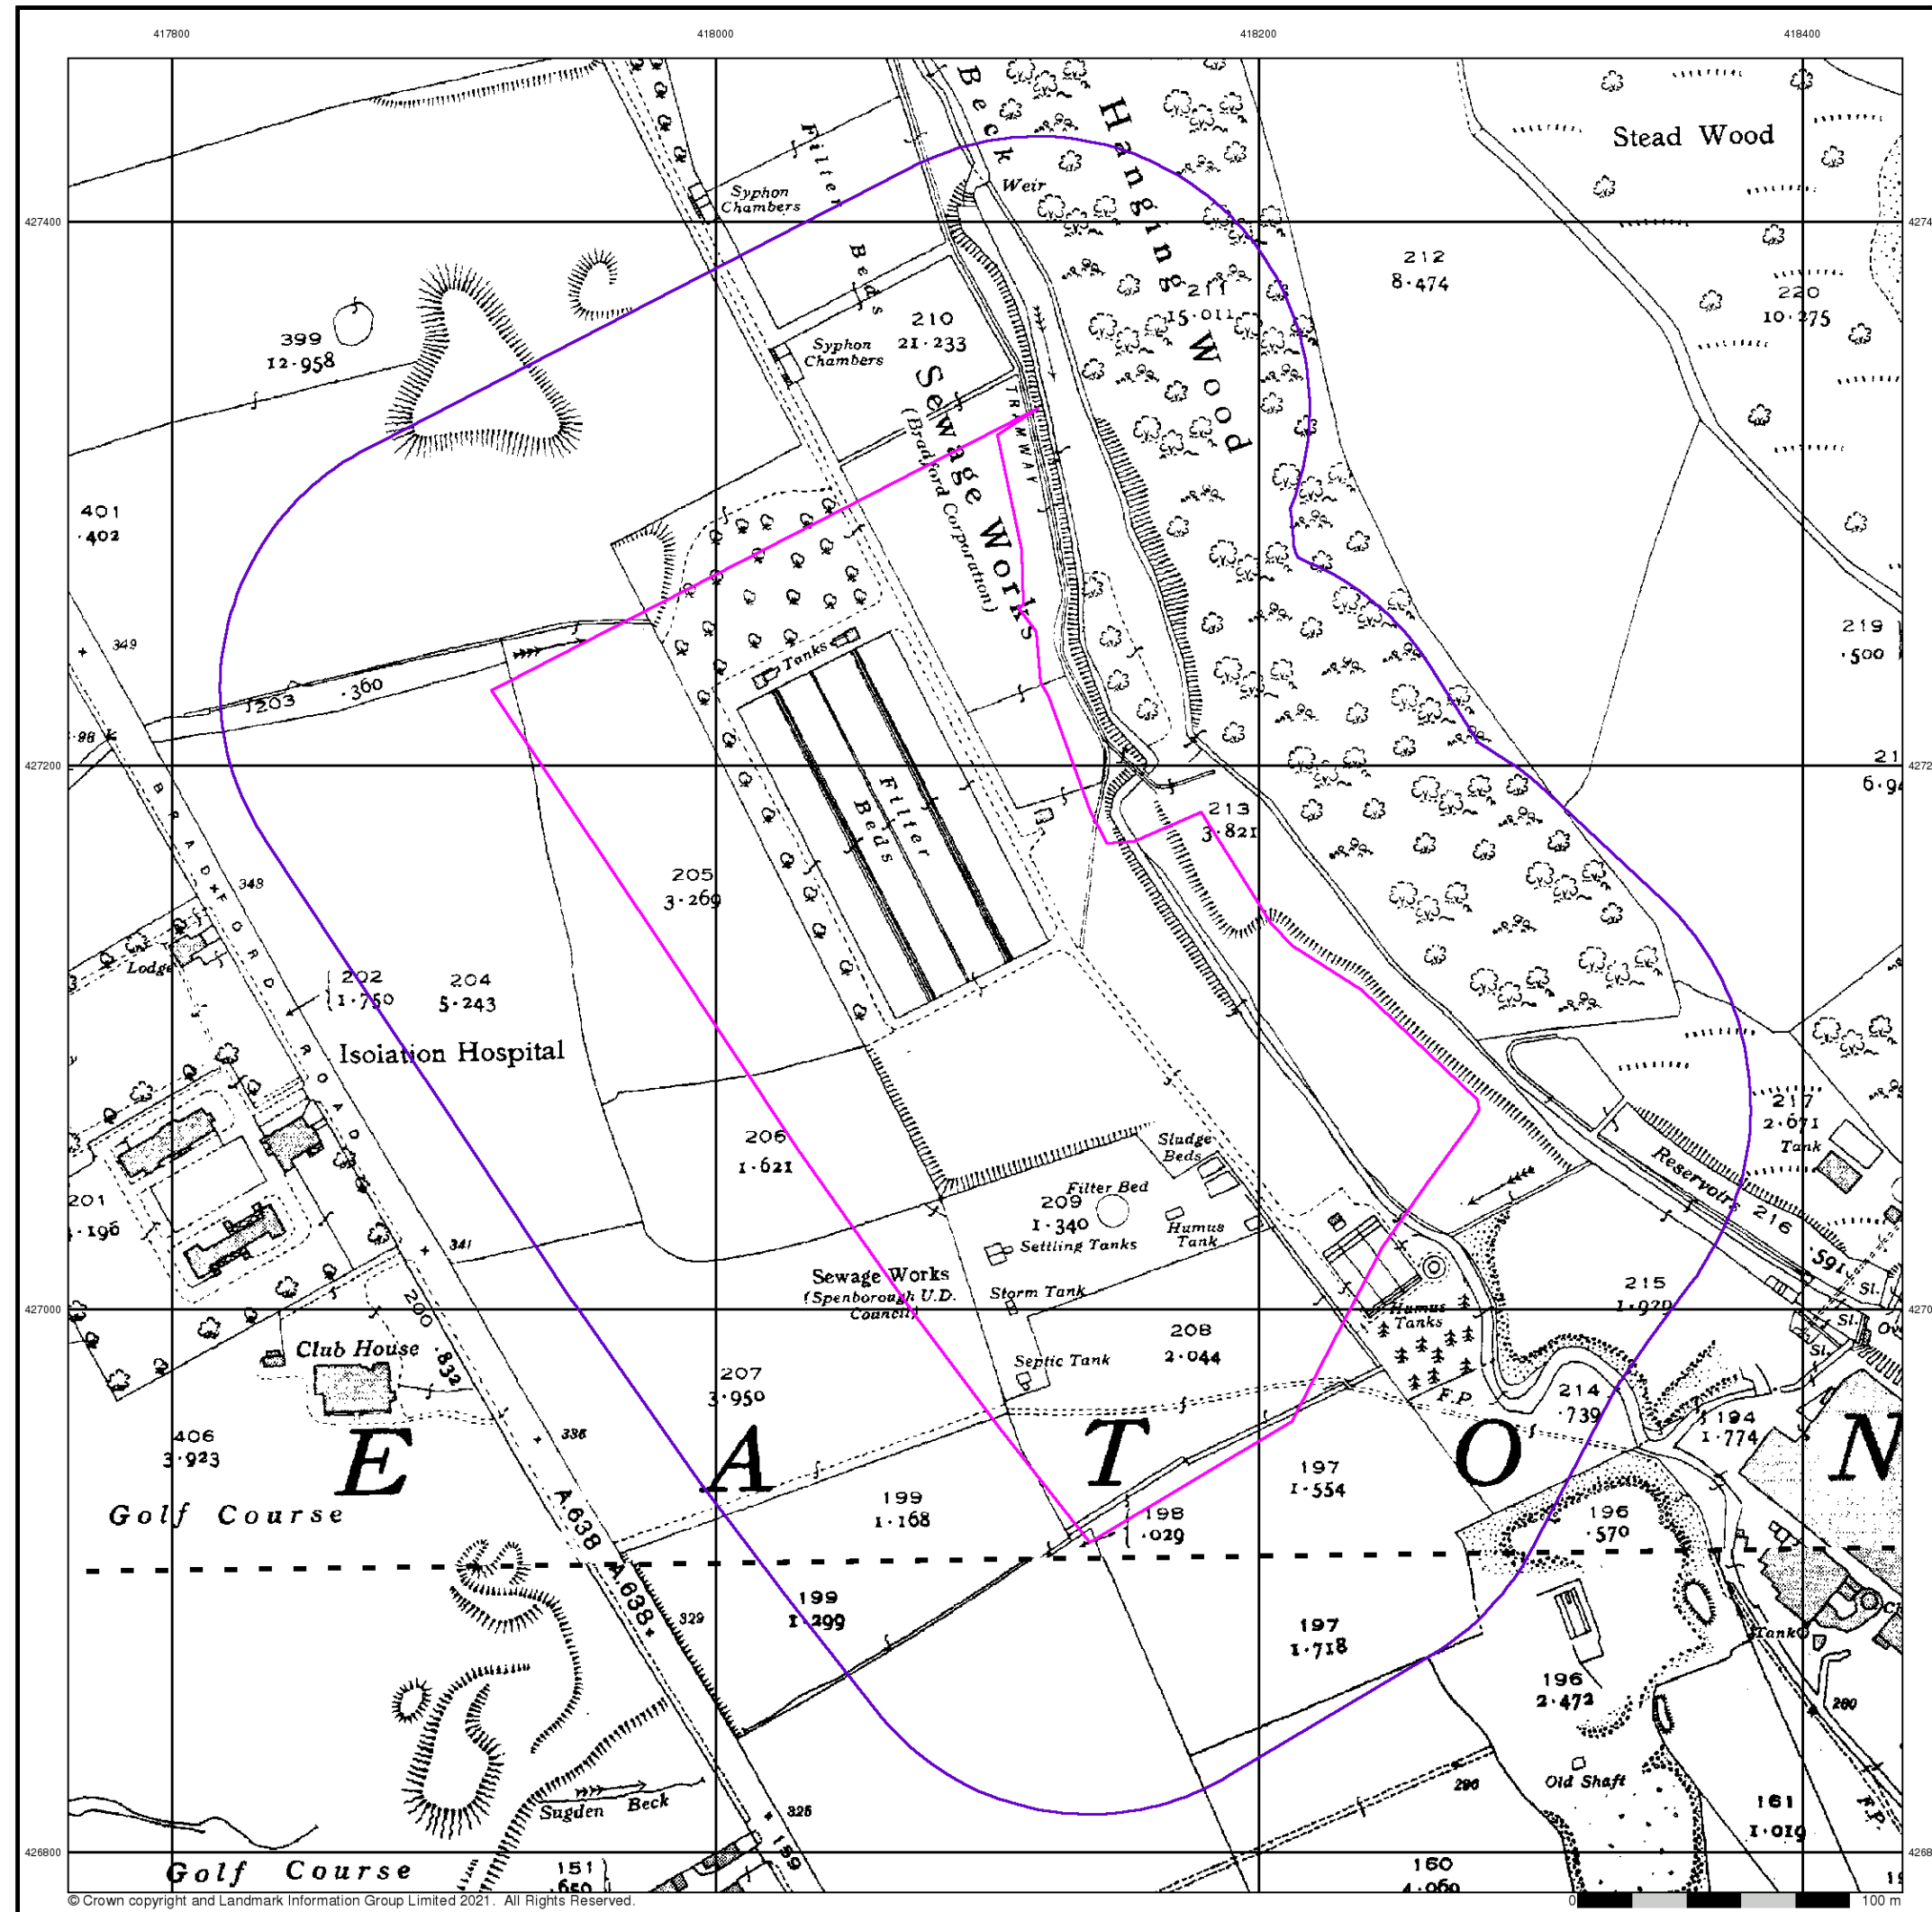 417800
418000
418200
418400
Beck
Hanging Wood
Stead Wood
Filter Beds
Syphon
Chambers
Weir
427400
212
8·474
211
15·011
220
10·275
399
12·958
210
21·233
Syphon
Chambers
TRAMWAY
Sewage Works
(Bradford Corporation)
401
·402
349
219
·500
Tanks
203
·360
427200
Filter
Beds
213
3·821
205
3·269
348
BRADFORD ROAD
Lodge
202
1·750
204
5·243
Isolation Hospital
206
1·621
Sludge
Beds
217
2·671
Tank
Reservoirs
216
·591
201
Filter Bed
209
1·340
Settling Tanks
Humus
Tank
341
Sewage Works
(Spenborough U.D.
Council)
Storm Tank
215
1·929
Sl.
427000
200
·832
Humus
Tanks
208
2·044
Sl.
Sl.
Club House
Septic Tank
207
3·950
F.P.
214
·739
336
194
1·774
406
3·923
E A T O N
197
1·554
Golf Course
A.638
199
1·168
198
·029
196
·570
A.638
199
1·299
329
197
1·718
Tank
196
2·472
280
Sugden Beck
325
290
Old Shaft
161
1·019
F.P.
159
426800
Golf Course
151
·650
160
4·060
© Crown copyright and Landmark Information Group Limited 2021. All Rights Reserved.
0
100 m